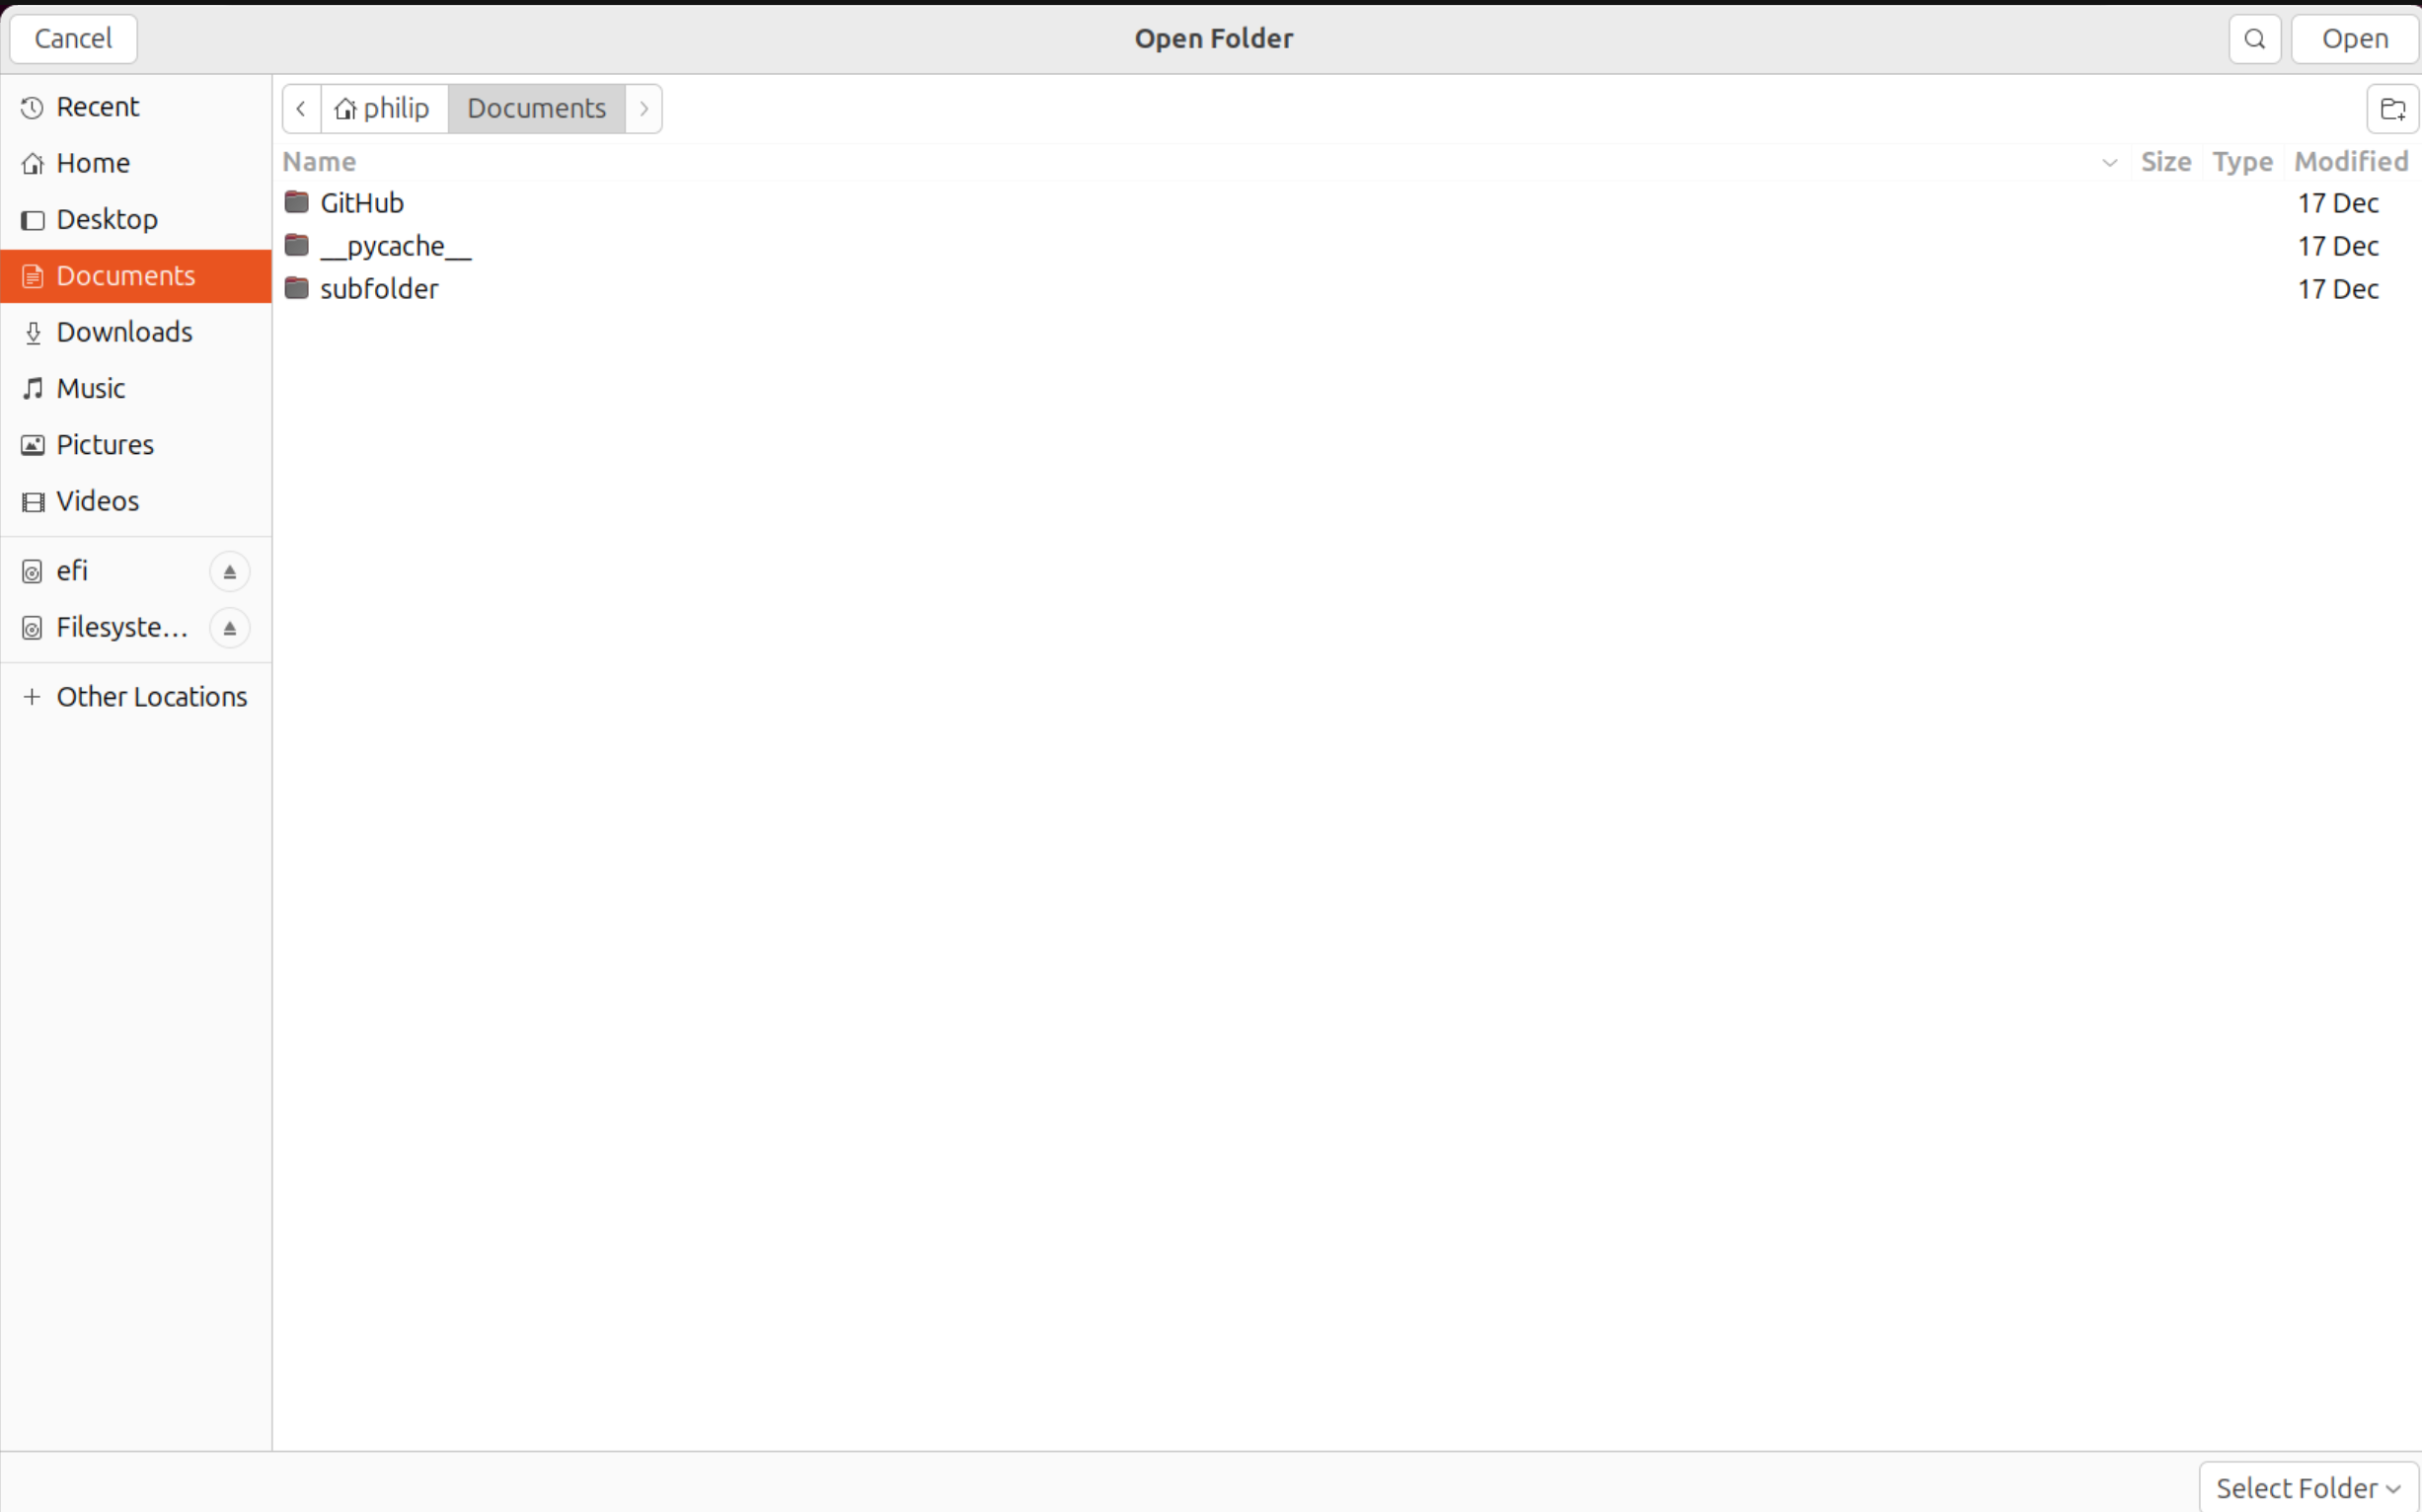 Cancel
Open Folder
Open
Recent
Home
Desktop
Documents
Downloads
Music
Pictures
Videos
efi
Filesyste...
Other Locations
philip
Documents
Name Size Type Modified
GitHub 17 Dec
__pycache__ 17 Dec
subfolder 17 Dec
Select Folder